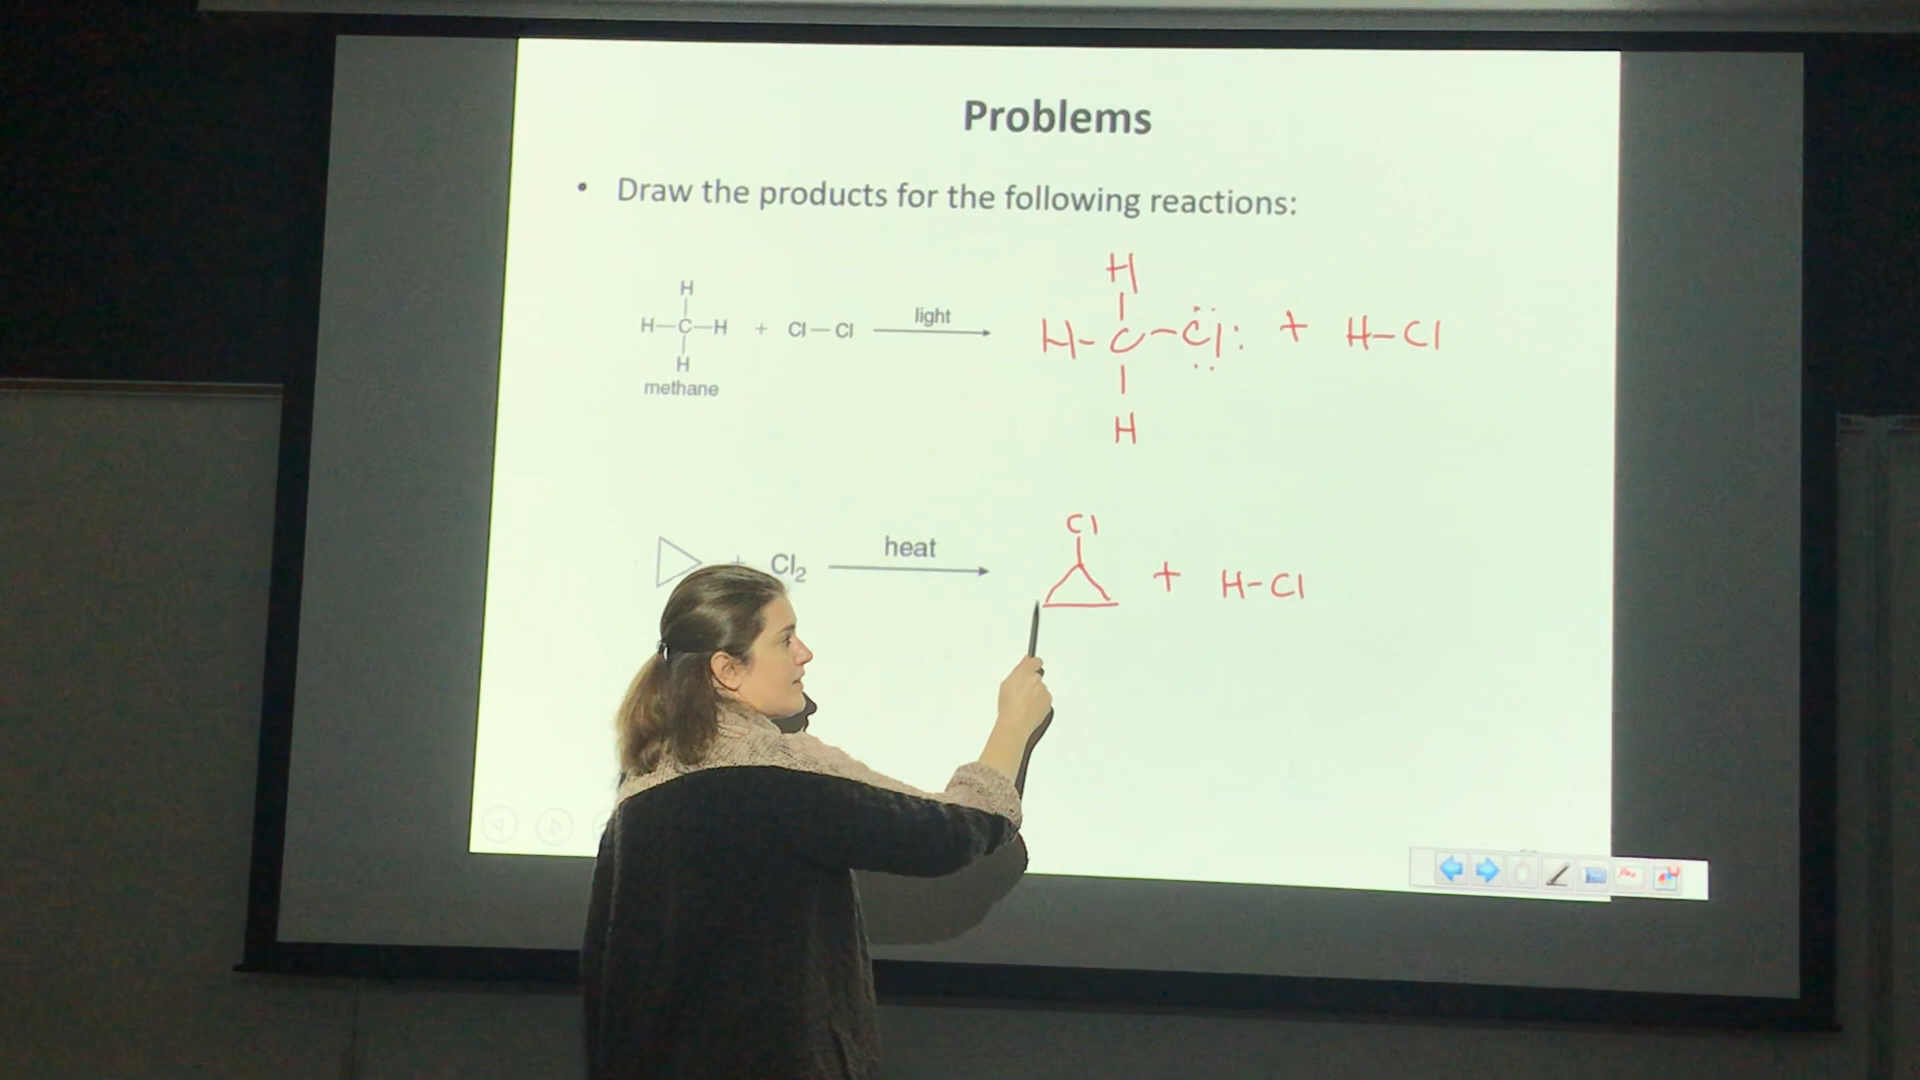 Problems
• Draw the products for the following reactions:
H
H–C–H + Cl–Cl light
H
methane
H
H–C–Cl: + H–Cl
H
Cl₂ heat
Cl
+ H–Cl